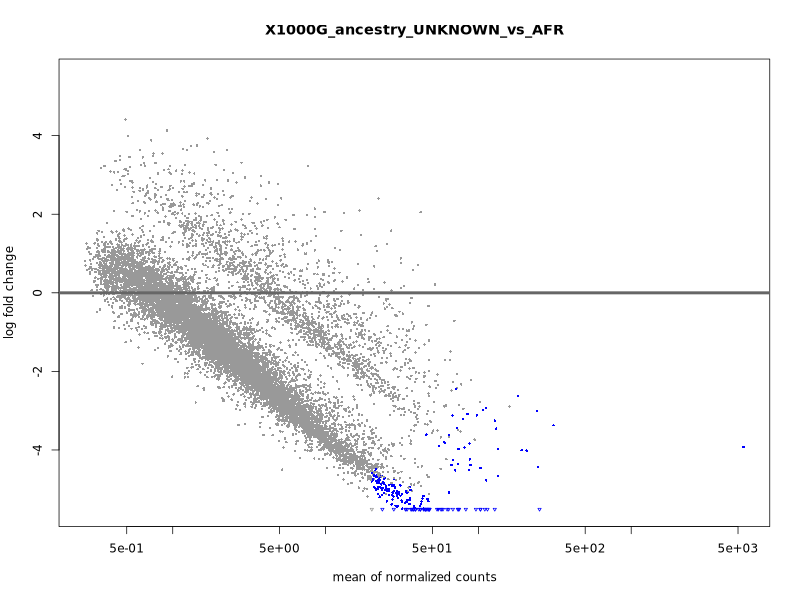 X1000G_ancestry_UNKNOWN_vs_AFR
log fold change
4
2
0
-2
-4
5e-01
5e+00
5e+01
5e+02
5e+03
mean of normalized counts